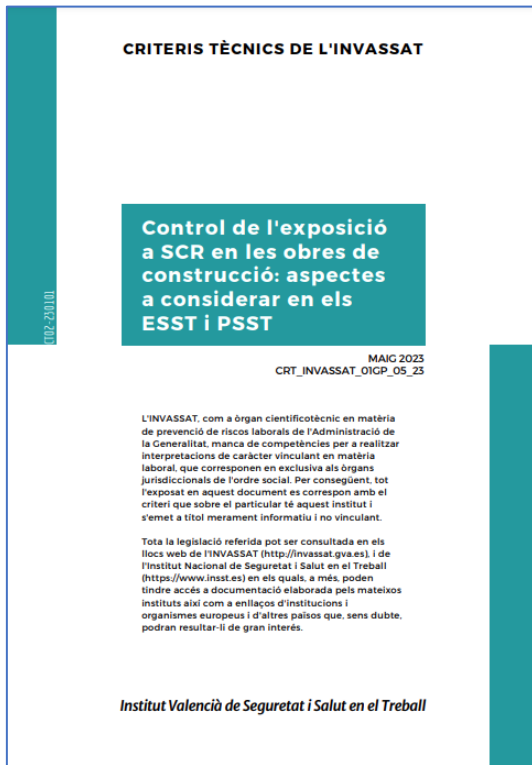 CRITERIS TÈCNICS DE L'INVASSAT
Control de l'exposició
a SCR en les obres de
construcció: aspectes
a considerar en els
ESST i PSST
CT02-230101
MAIG 2023
CRT_INVASSAT_01GP_05_23
L'INVASSAT, com a òrgan cientificotècnic en matèria
de prevenció de riscos laborals de l'Administració de
la Generalitat, manca de competències per a realitzar
interpretacions de caràcter vinculant en matèria
laboral, que corresponen en exclusiva als òrgans
jurisdiccionals de l'ordre social. Per consegüent, tot
l'exposat en aquest document es correspon amb el
criteri que sobre el particular té aquest institut i
s'emet a títol merament informatiu i no vinculant.
Tota la legislació referida pot ser consultada en els
llocs web de l'INVASSAT (http://invassat.gva.es), i de
l'Institut Nacional de Seguretat i Salut en el Treball
(https://www.insst.es) en els quals, a més, poden
tindre accés a documentació elaborada pels mateixos
instituts així com a enllaços d'institucions i
organismes europeus i d'altres països que, sens dubte,
podran resultar-li de gran interés.
Institut Valencià de Seguretat i Salut en el Treball